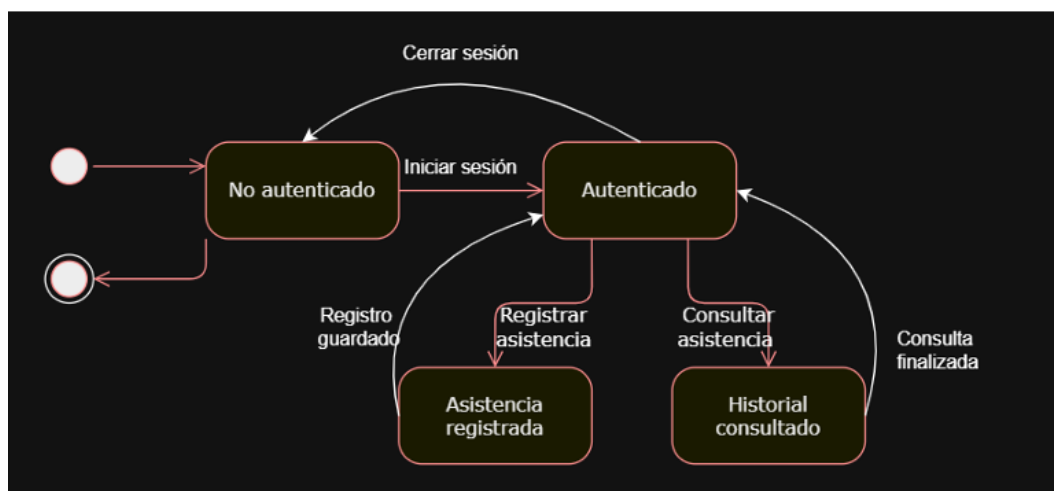 Cerrar sesión
No autenticado
Iniciar sesión
Autenticado
Registro
guardado
Registrar
asistencia
Consultar
asistencia
Consulta
finalizada
Asistencia
registrada
Historial
consultado